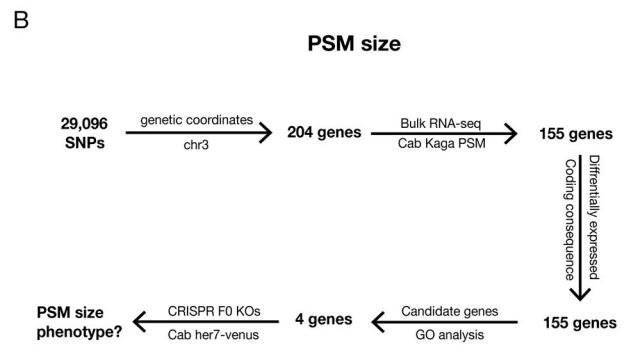 B
PSM size
29,096
SNPs
genetic coordinates
chr3
204 genes
Bulk RNA-seq
Cab Kaga PSM
155 genes
Diffrentially expressed
Coding consequence
155 genes
Candidate genes
GO analysis
4 genes
CRISPR F0 KOs
Cab her7-venus
PSM size
phenotype?